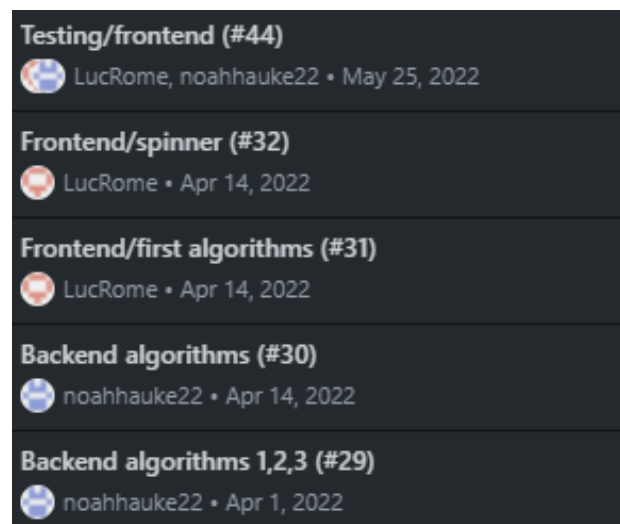 Testing/frontend (#44)
LucRome, noahhauke22 • May 25, 2022
Frontend/spinner (#32)
LucRome • Apr 14, 2022
Frontend/first algorithms (#31)
LucRome • Apr 14, 2022
Backend algorithms (#30)
noahhauke22 • Apr 14, 2022
Backend algorithms 1,2,3 (#29)
noahhauke22 • Apr 1, 2022